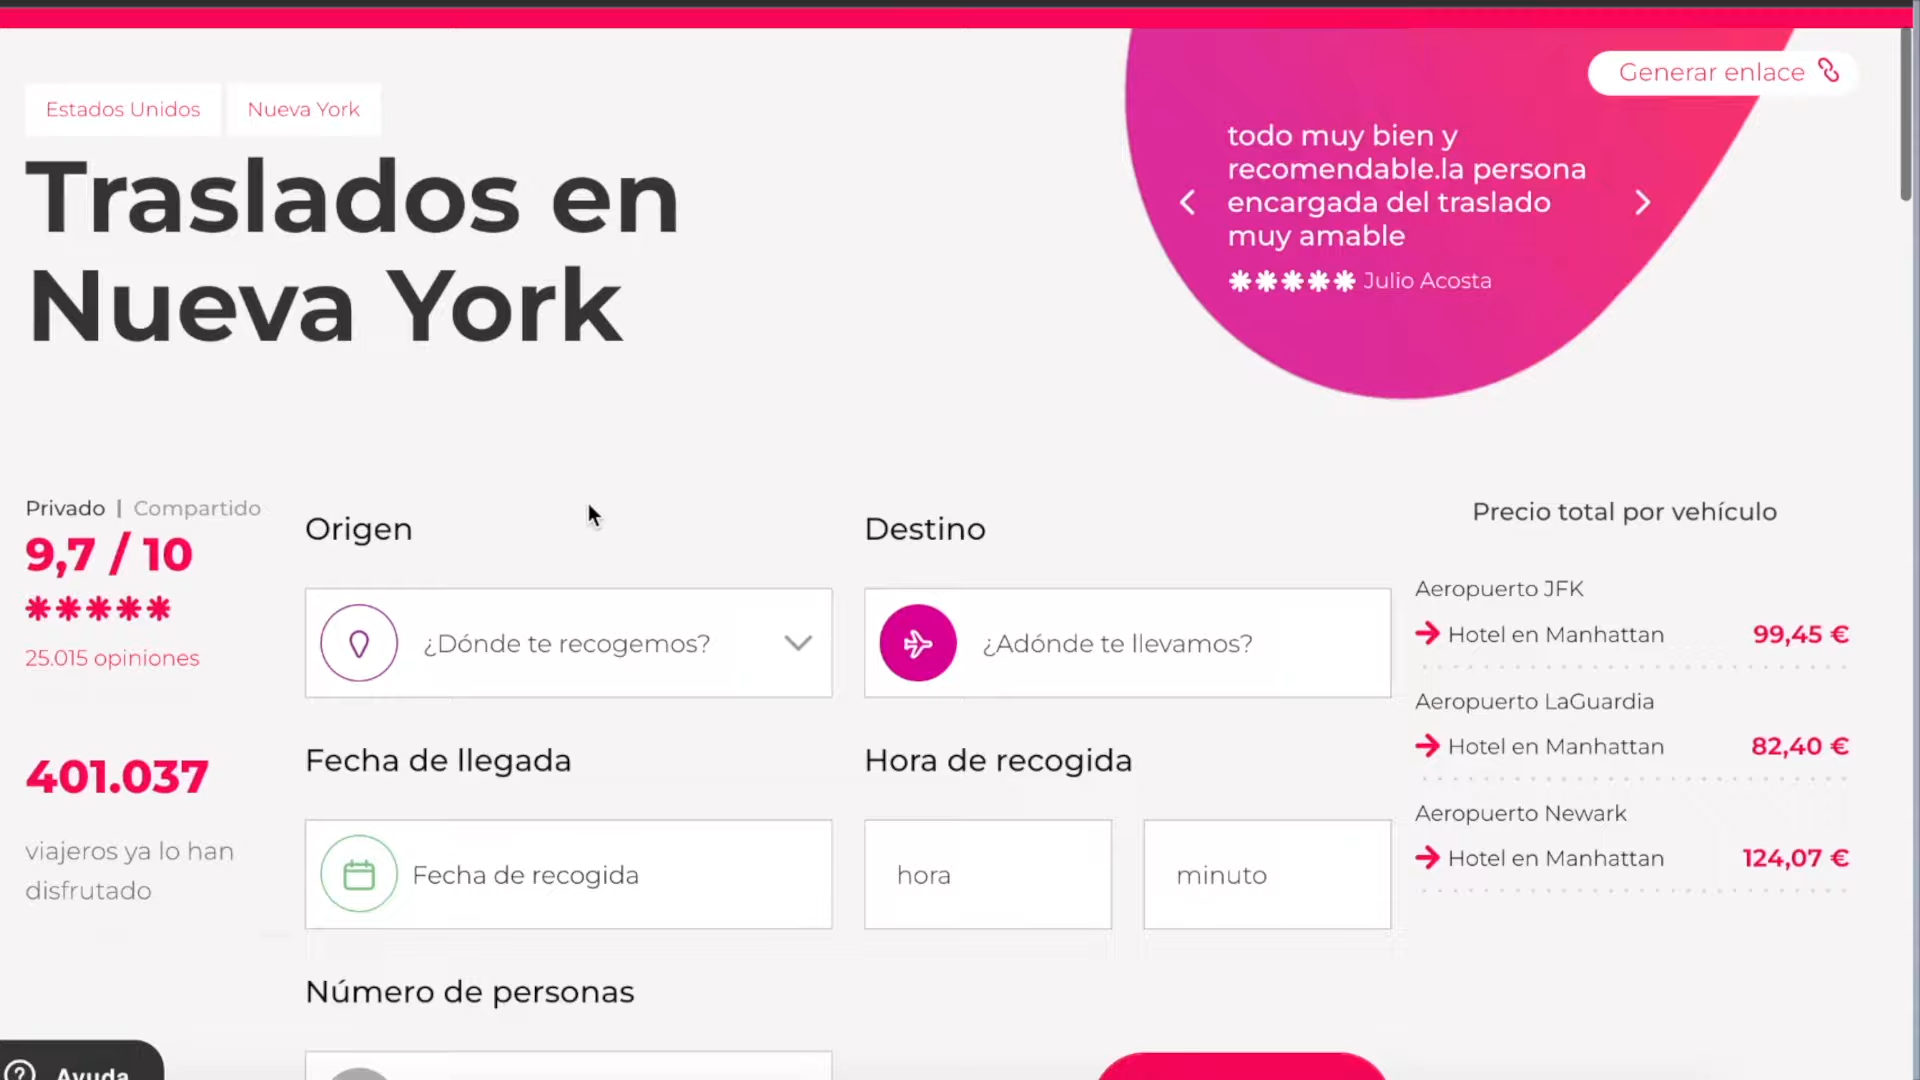 Generar enlace
Estados Unidos
Nueva York
Traslados en
Nueva York
todo muy bien y
recomendable.la persona
encargada del traslado
muy amable
Julio Acosta
Privado | Compartido
9,7 / 10
25.015 opiniones
401.037
viajeros ya lo han
disfrutado
Origen
¿Dónde te recogemos?
Destino
¿Adónde te llevamos?
Fecha de llegada
Fecha de recogida
Hora de recogida
hora
minuto
Número de personas
Precio total por vehículo
Aeropuerto JFK
Hotel en Manhattan 99,45 €
Aeropuerto LaGuardia
Hotel en Manhattan 82,40 €
Aeropuerto Newark
Hotel en Manhattan 124,07 €
Ayuda